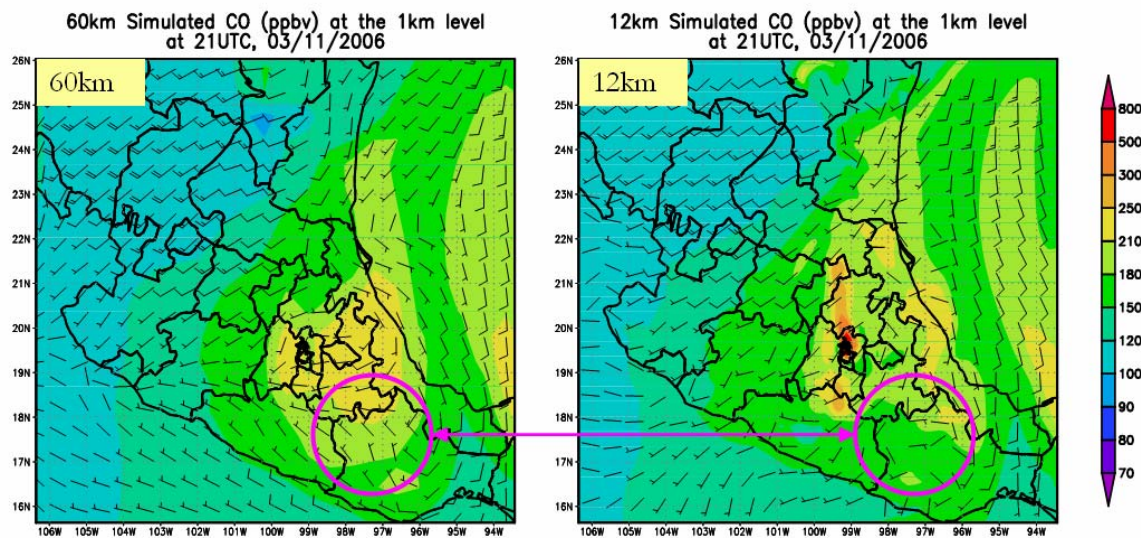 60km Simulated CO (ppbv) at the 1km level
at 21UTC, 03/11/2006
60km
26N
25N
24N
23N
22N
21N
20N
19N
18N
17N
16N
106W 105W 104W 103W 102W 101W 100W 99W 98W 97W 96W 95W 94W
12km Simulated CO (ppbv) at the 1km level
at 21UTC, 03/11/2006
12km
26N
25N
24N
23N
22N
21N
20N
19N
18N
17N
16N
106W 105W 104W 103W 102W 101W 100W 99W 98W 97W 96W 95W 94W
800
500
300
250
210
180
150
120
100
90
80
70